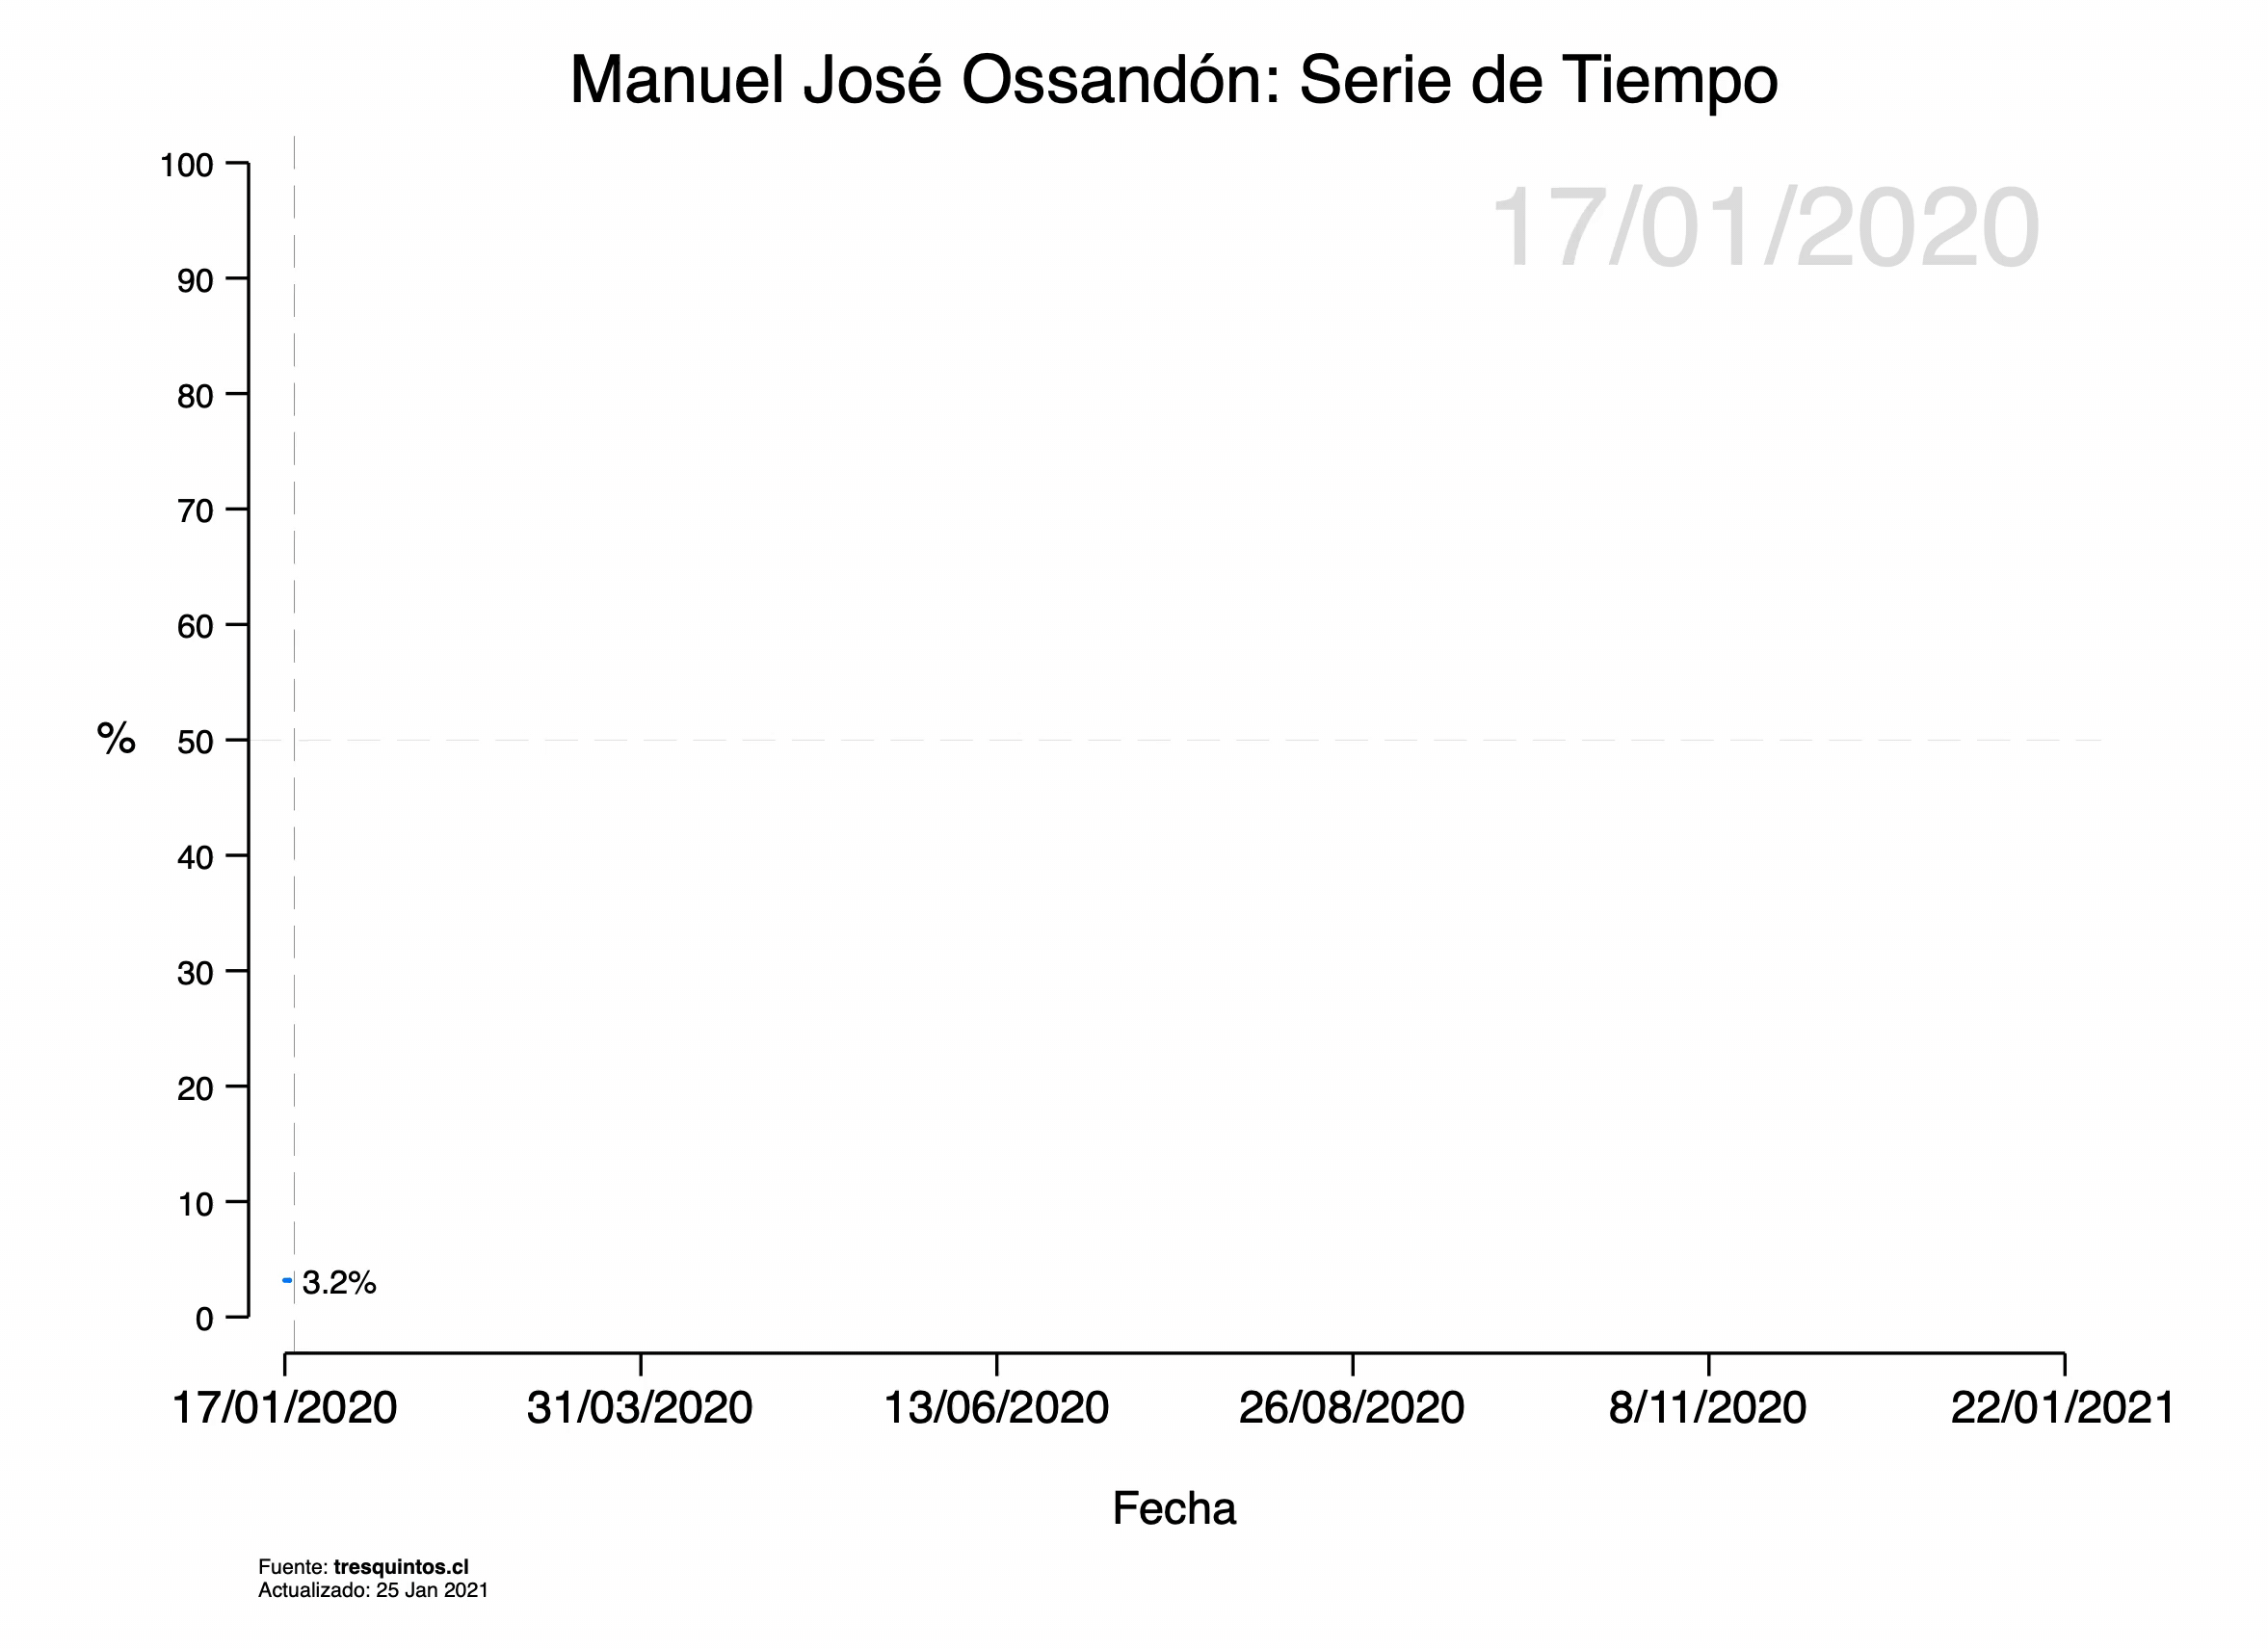 Manuel José Ossandón: Serie de Tiempo
17/01/2020
100
90
80
70
60
% 50
40
30
20
10
3.2%
0
17/01/2020 31/03/2020 13/06/2020 26/08/2020 8/11/2020 22/01/2021
Fecha
Fuente: tresquintos.cl
Actualizado: 25 Jan 2021